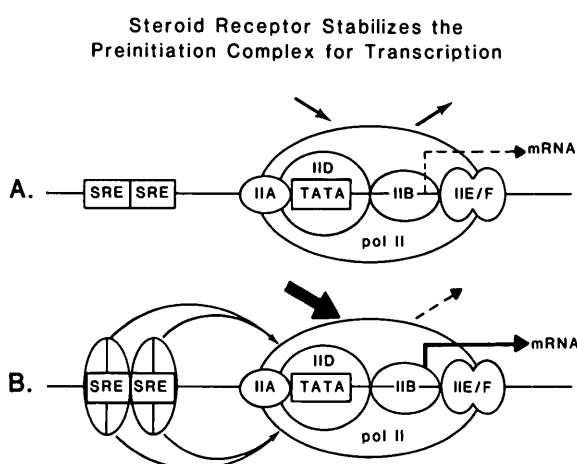 Steroid Receptor Stabilizes the
Preinitiation Complex for Transcription
A.
SRE SRE
IIA
IID
TATA
IIB
IIE/F
pol II
mRNA
B.
SRE SRE
IIA
IID
TATA
IIB
IIE/F
pol II
mRNA